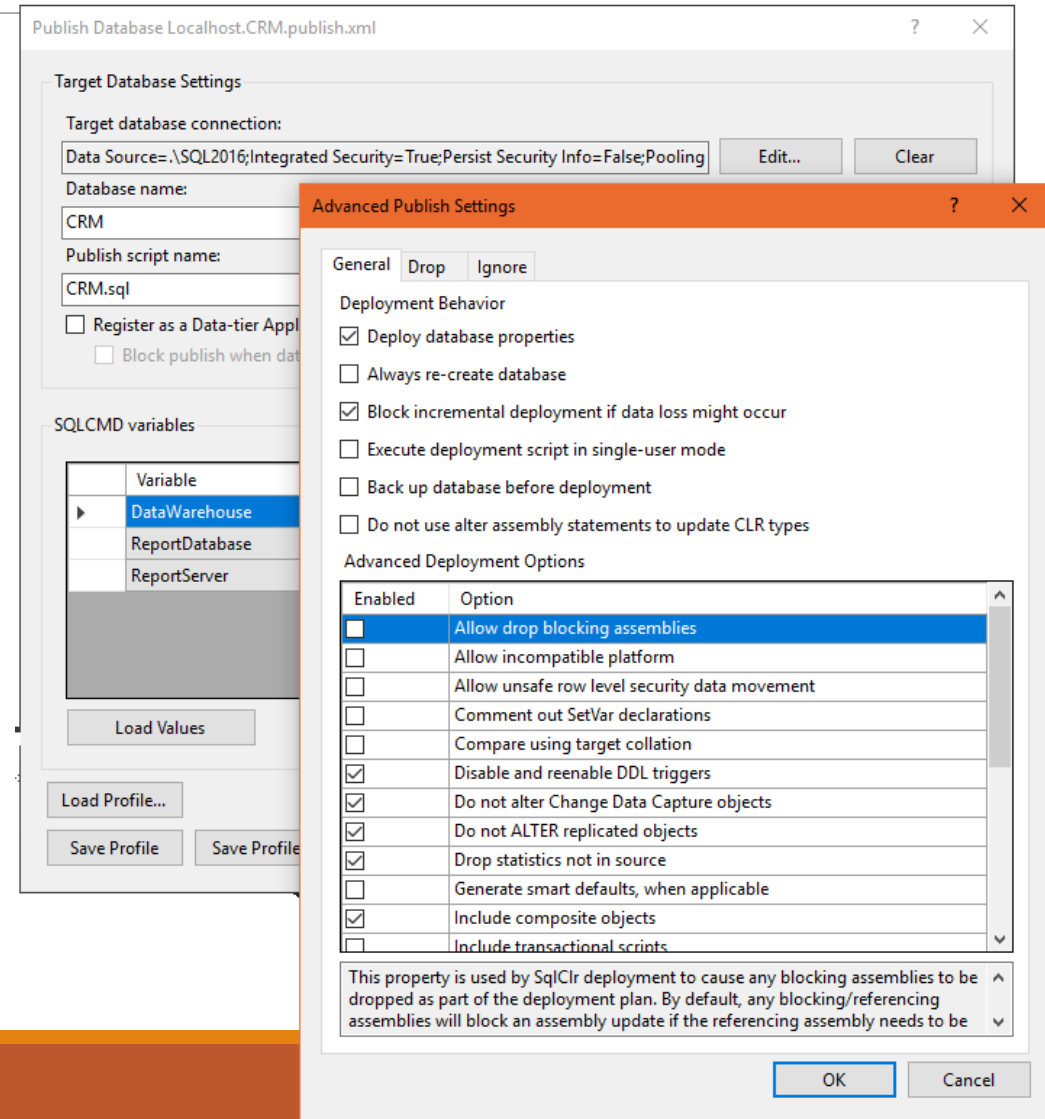 Publish Database Localhost.CRM.publish.xml
Target Database Settings
Target database connection:
Data Source=.\SQL2016;Integrated Security=True;Persist Security Info=False;Pooling
Edit...
Clear
Database name:
CRM
Publish script name:
CRM.sql
Register as a Data-tier Appl
Block publish when dat
SQLCMD variables
Variable
DataWarehouse
ReportDatabase
ReportServer
Load Values
Load Profile...
Save Profile
Save Profile
Advanced Publish Settings
General
Drop
Ignore
Deployment Behavior
Deploy database properties
Always re-create database
Block incremental deployment if data loss might occur
Execute deployment script in single-user mode
Back up database before deployment
Do not use alter assembly statements to update CLR types
Advanced Deployment Options
Enabled Option
Allow drop blocking assemblies
Allow incompatible platform
Allow unsafe row level security data movement
Comment out SetVar declarations
Compare using target collation
Disable and reenable DDL triggers
Do not alter Change Data Capture objects
Do not ALTER replicated objects
Drop statistics not in source
Generate smart defaults, when applicable
Include composite objects
Include transactional scripts
This property is used by SqlClr deployment to cause any blocking assemblies to be
dropped as part of the deployment plan. By default, any blocking/referencing
assemblies will block an assembly update if the referencing assembly needs to be
OK
Cancel